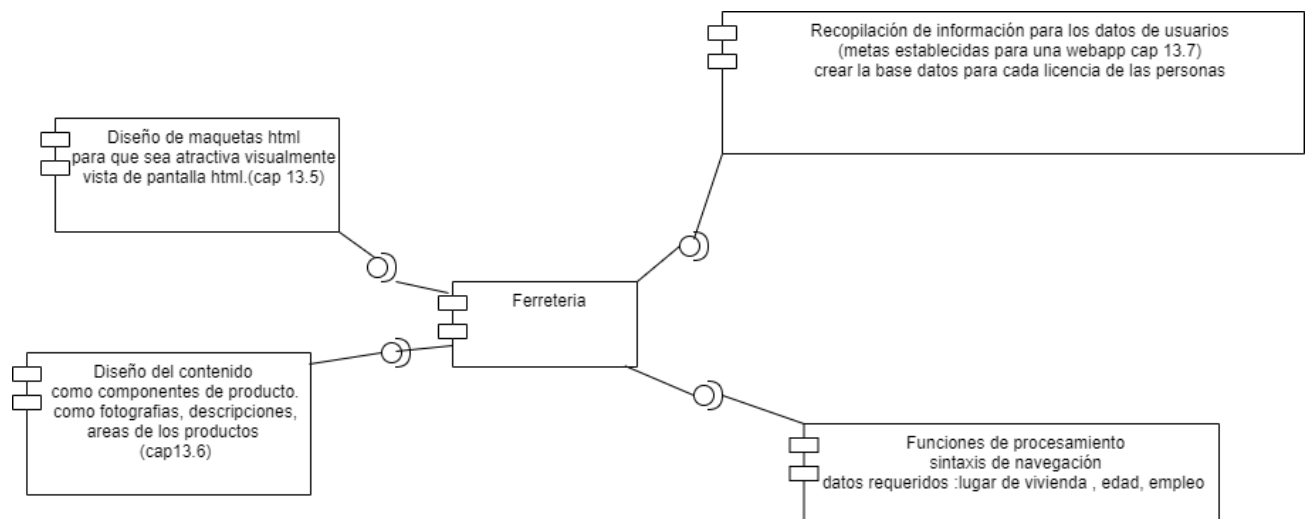 Recopilación de información para los datos de usuarios
(metas establecidas para una webapp cap 13.7)
crear la base datos para cada licencia de las personas
Diseño de maquetas html
para que sea atractiva visualmente
vista de pantalla html.(cap 13.5)
Ferreteria
Diseño del contenido
como componentes de producto.
como fotografias, descripciones,
areas de los productos
(cap13.6)
Funciones de procesamiento
sintaxis de navegación
datos requeridos :lugar de vivienda , edad, empleo